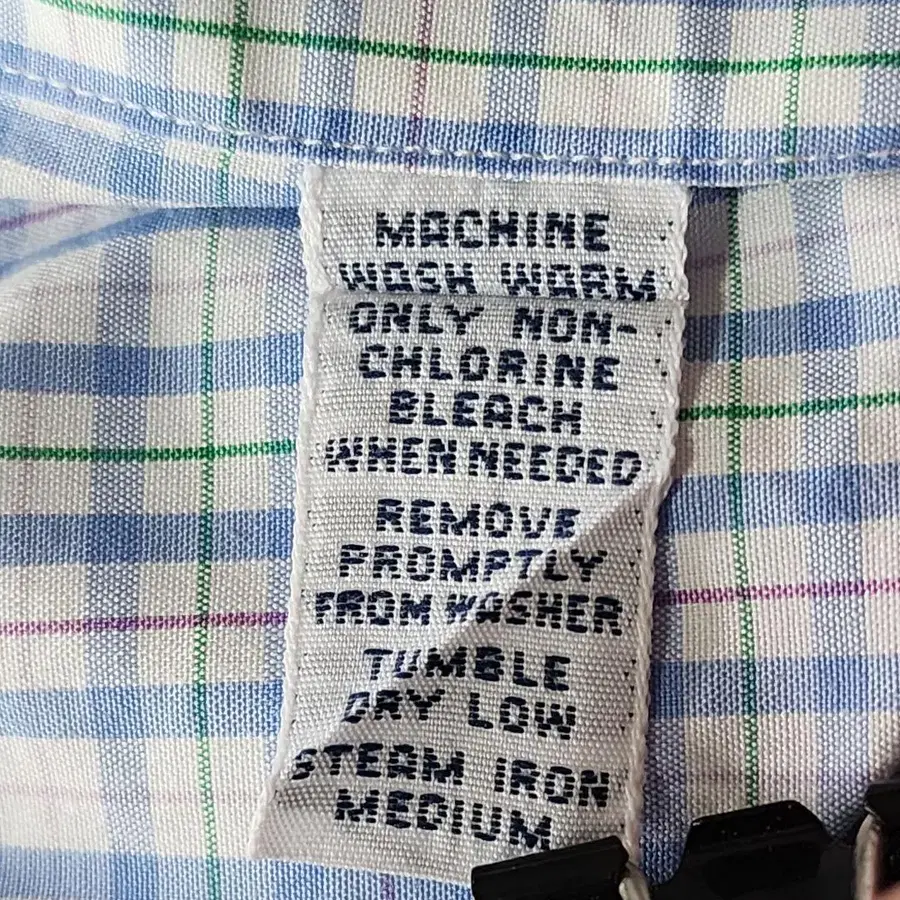 MACHINE
WASH WARM
ONLY NON-
CHLORINE
BLEACH
WHEN NEEDED
REMOVE
PROMPTLY
FROM WASHER
TUMBLE
DRY LOW
STEAM IRON
MEDIUM